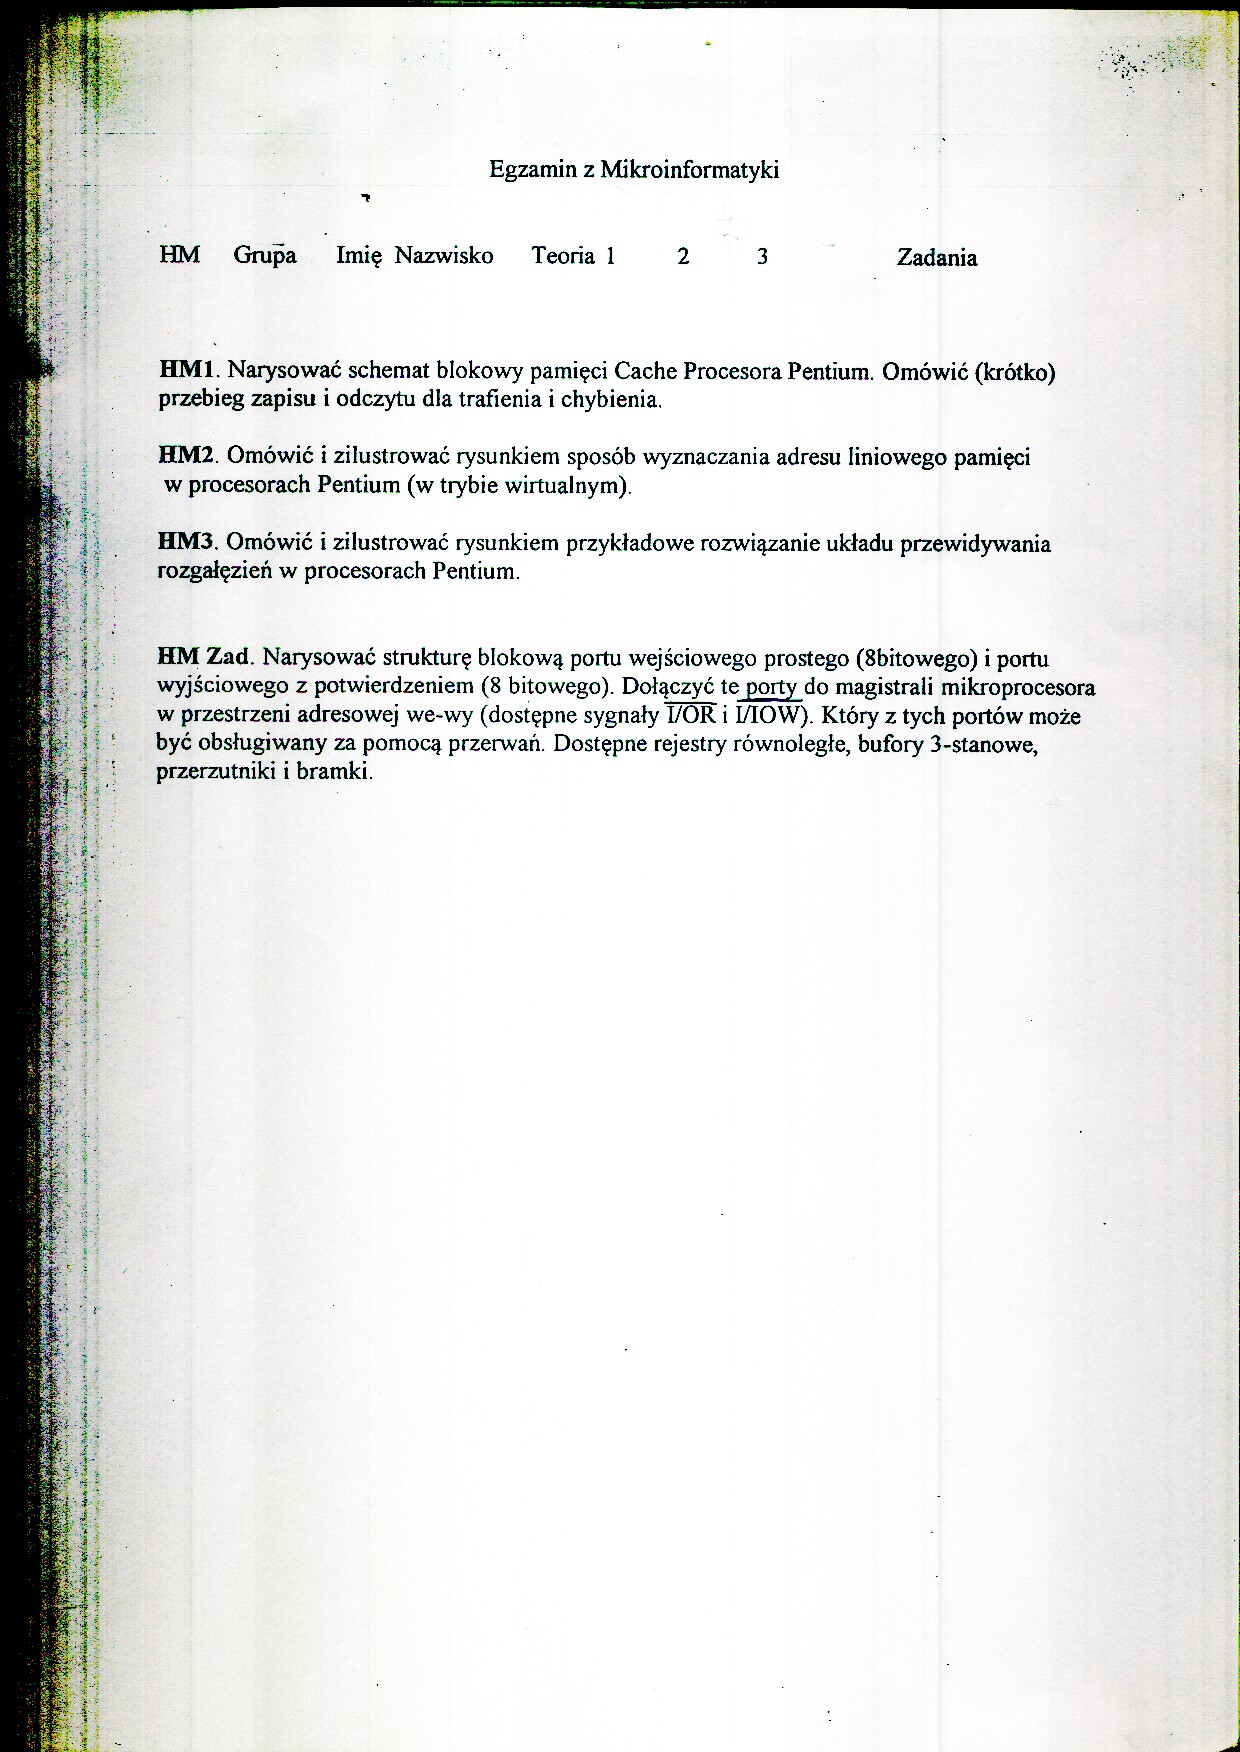 Egzamin z Mikroinformatyki
HM Grupa Imię Nazwisko Teoria 1 2 3 Zadania
HM1. Narysować schemat blokowy pamięci Cache Procesora Pentium. Omówić (krótko)
przebieg zapisu i odczytu dla trafienia i chybienia.
HM2. Omówić i zilustrować rysunkiem sposób wyznaczania adresu liniowego pamięci
w procesorach Pentium (w trybie wirtualnym).
HM3. Omówić i zilustrować rysunkiem przykładowe rozwiązanie układu przewidywania
rozgałęzień w procesorach Pentium.
HM Zad. Narysować strukturę blokową portu wejściowego prostego (8bitowego) i portu
wyjściowego z potwierdzeniem (8 bitowego). Dołączyć te porty do magistrali mikroprocesora
w przestrzeni adresowej we-wy (dostępne sygnały I/OR i I/IOW). Który z tych portów może
być obsługiwany za pomocą przerwań. Dostępne rejestry równoległe, bufory 3-stanowe,
przerzutniki i bramki.